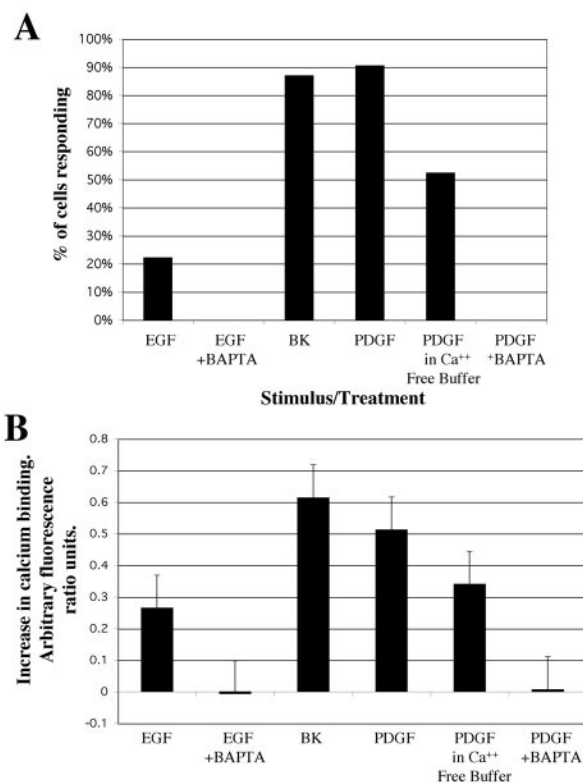 A
100%
90%
80%
70%
60%
50%
40%
30%
20%
10%
0%
% of cells responding
EGF EGF BK PDGF PDGF PDGF
+BAPTA in Ca⁺⁺ ⁺BAPTA
Free Buffer
Stimulus/Treatment
B
0.8
0.7
0.6
0.5
0.4
0.3
0.2
0.1
0
-0.1
Increase in calcium binding.
Arbitrary fluorescence
ratio units.
EGF EGF BK PDGF PDGF PDGF
+BAPTA in Ca⁺⁺ +BAPTA
Free Buffer